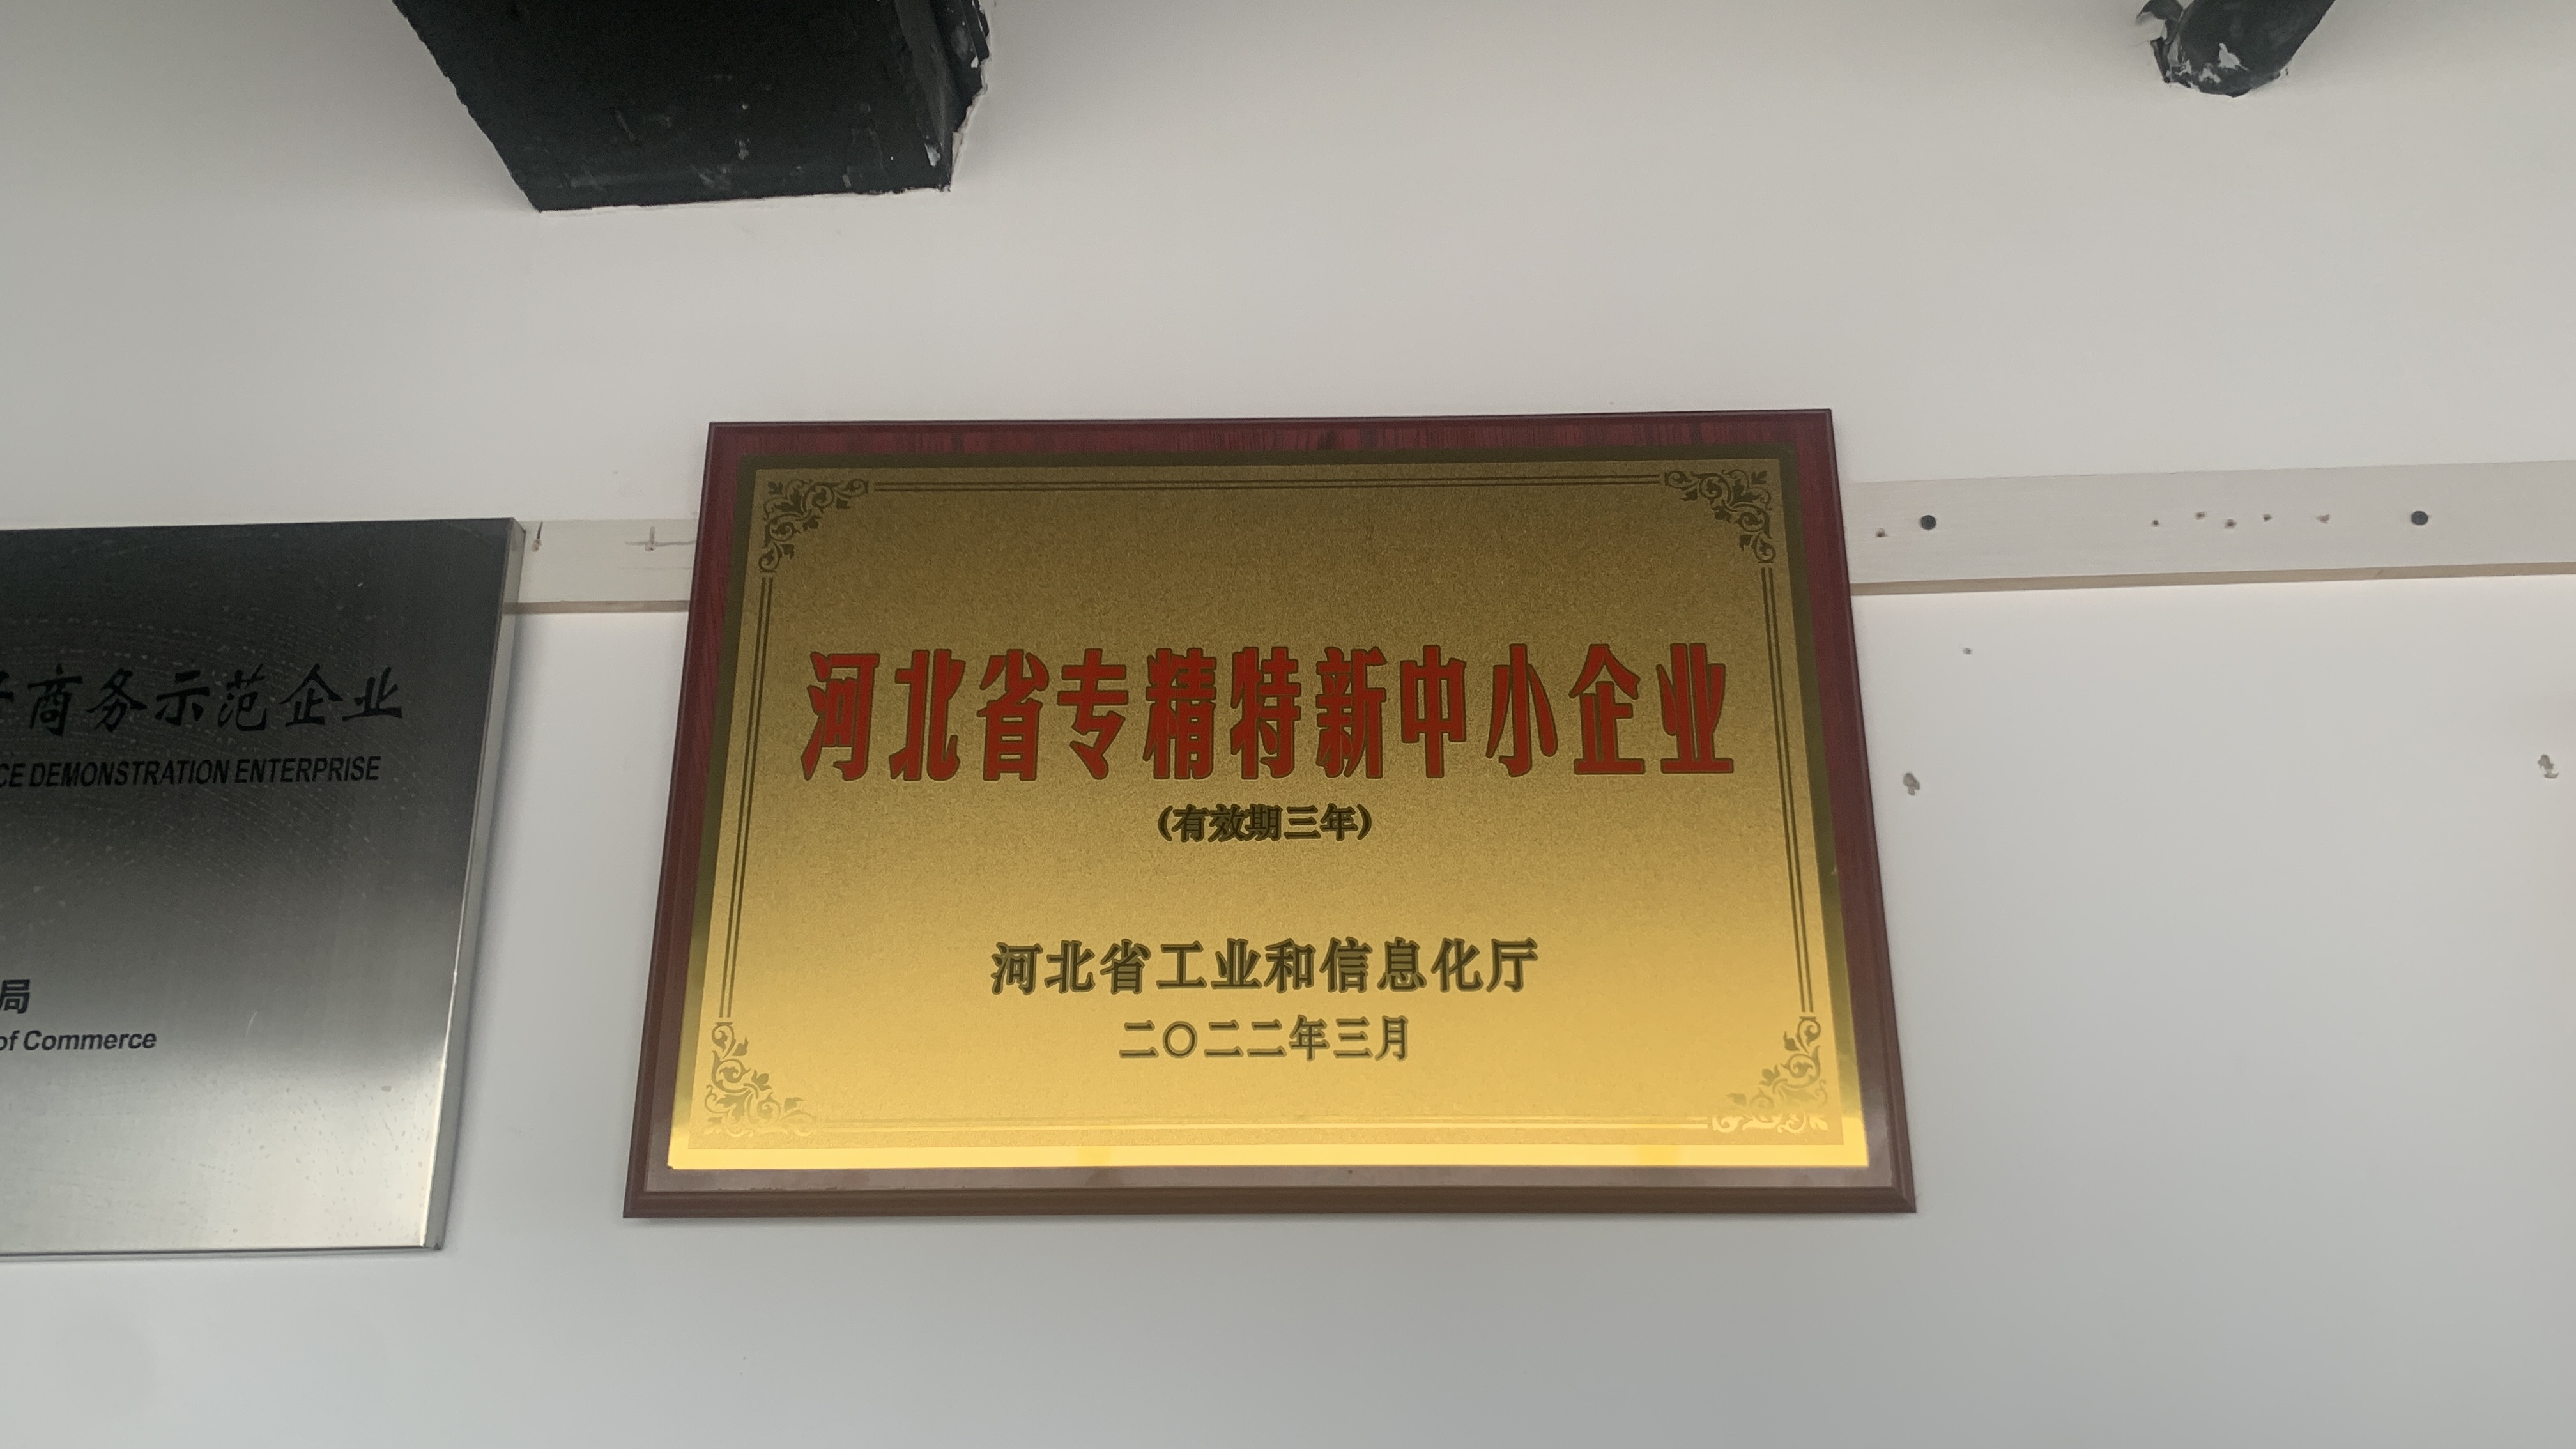 商务示范企业
CE DEMONSTRATION ENTERPRISE
局
of Commerce
河北省专精特新中小企业
(有效期三年)
河北省工业和信息化厅
二〇二二年三月